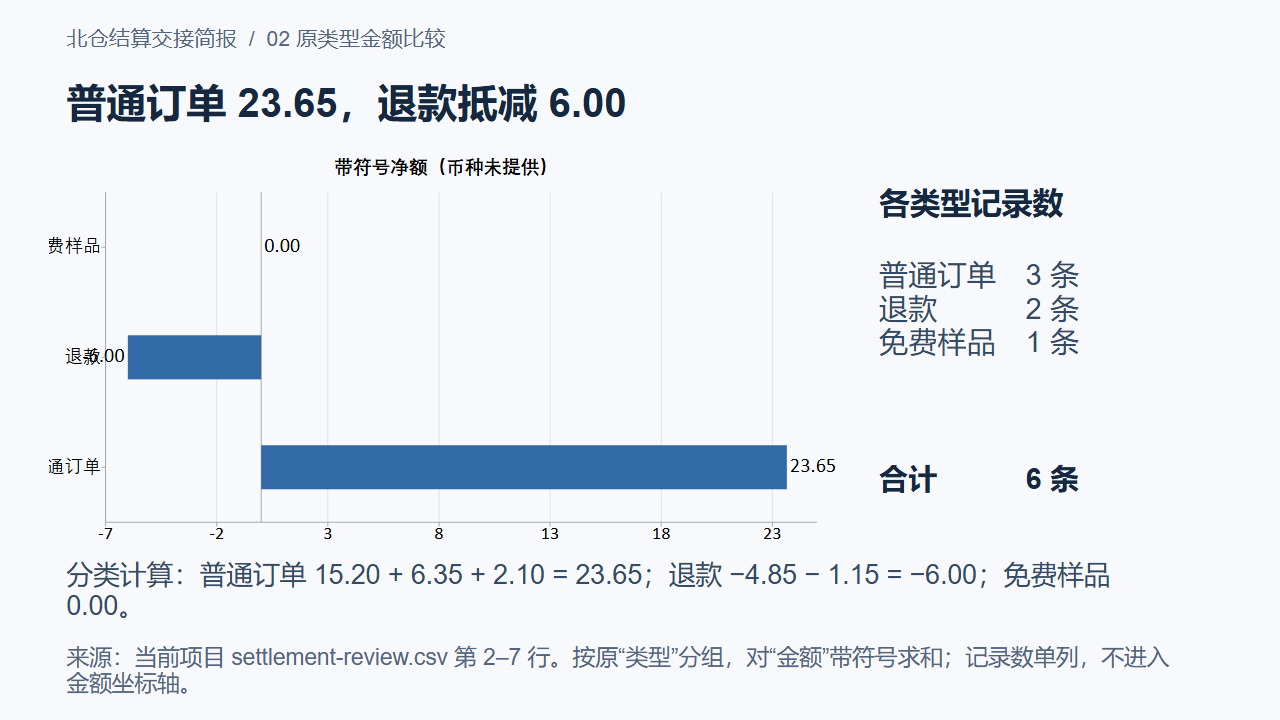 北仓结算交接简报 / 02 原类型金额比较
普通订单 23.65，退款抵减 6.00
带符号净额（币种未提供）
费样品
0.00
退款
6.00
通订单
23.65
-7 -2 3 8 13 18 23
各类型记录数
普通订单 3 条
退款 2 条
免费样品 1 条
合计 6 条
分类计算：普通订单 15.20 + 6.35 + 2.10 = 23.65；退款 −4.85 − 1.15 = −6.00；免费样品
0.00。
来源：当前项目 settlement-review.csv 第 2–7 行。按原“类型”分组，对“金额”带符号求和；记录数单列，不进入
金额坐标轴。